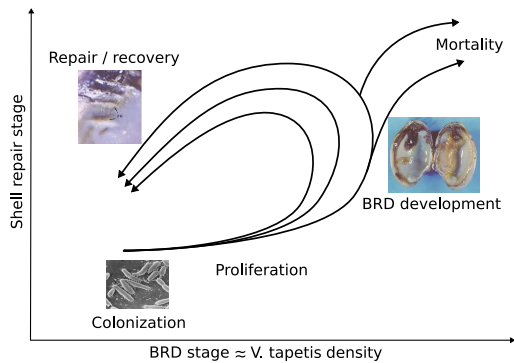 Mortality
Repair / recovery
Shell repair stage
BRD development
Proliferation
Colonization
BRD stage ≈ V. tapetis density